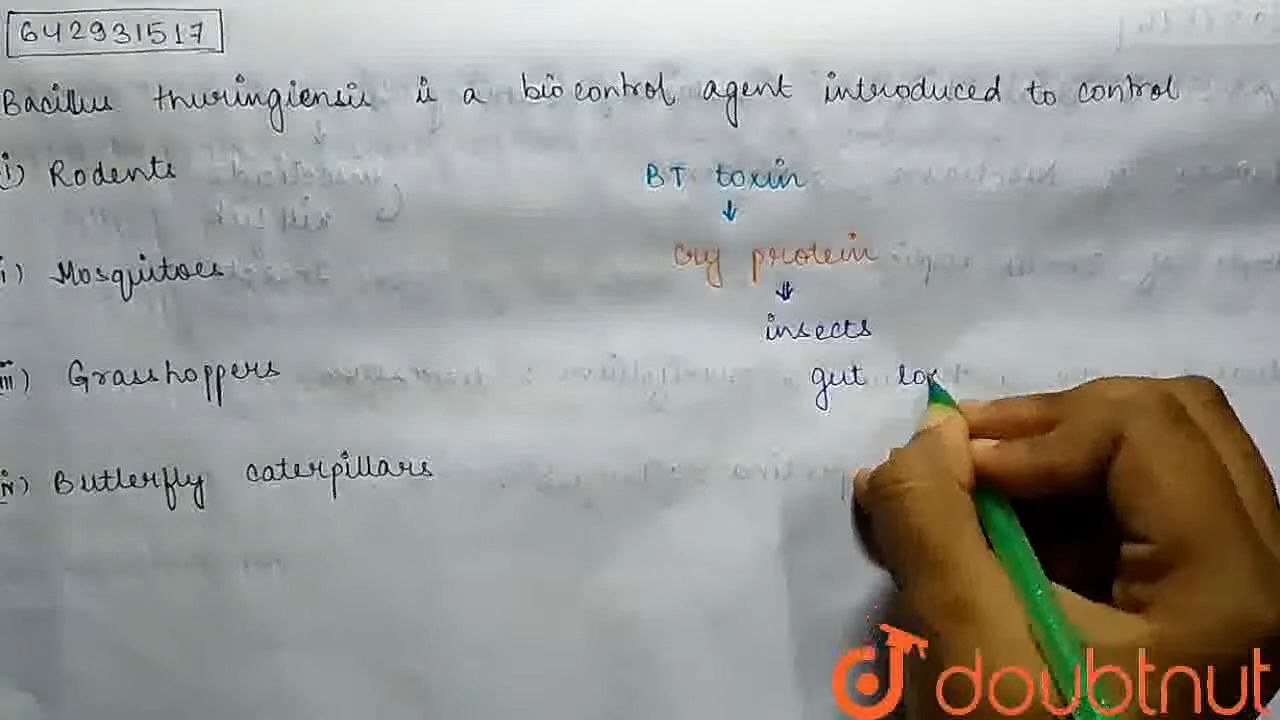 642931517
Bacillus thuringiensis is a biocontrol agent introduced to control
i) Rodents
BT toxin
↓
cry protein
⇓
insects
i) Mosquitoes
iii) Grasshoppers
gut
iv) Butterfly caterpillars
doubtnut